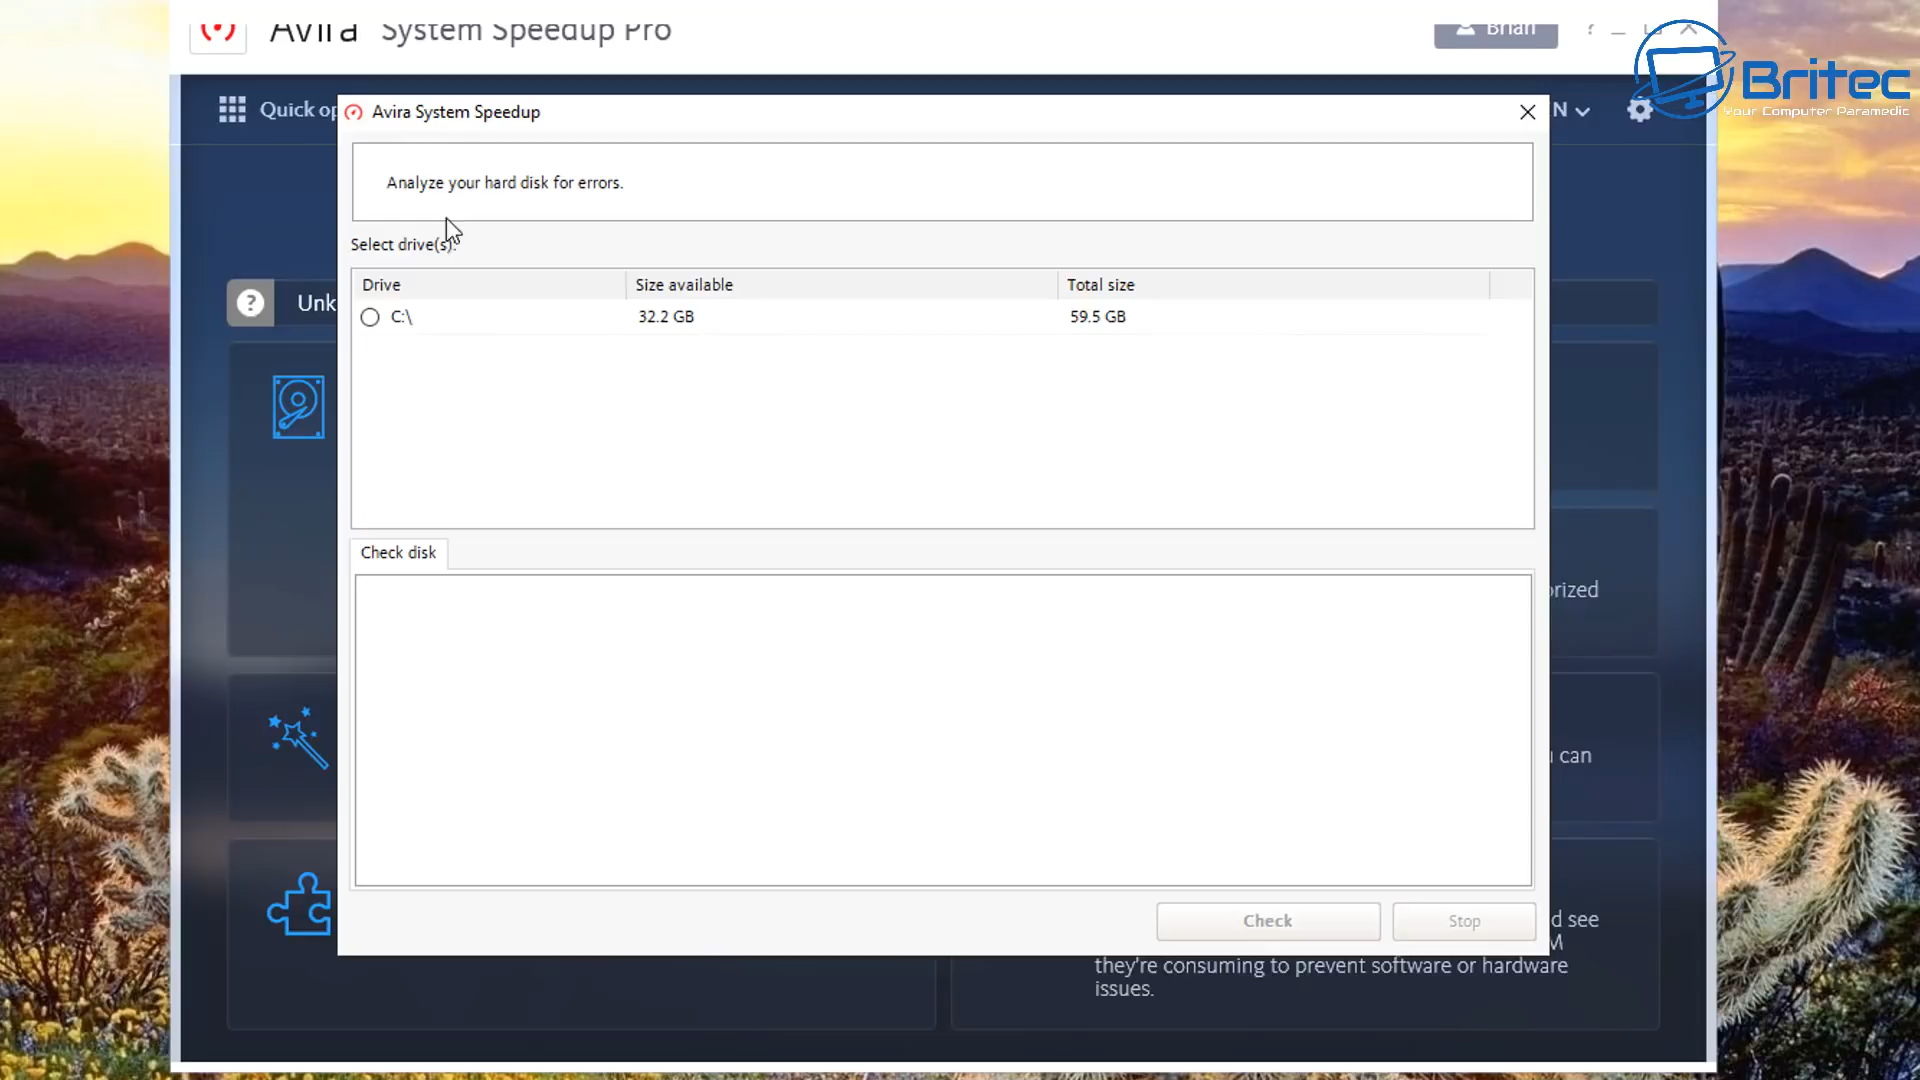 Avira System Speedup Pro
Brian
?
Britec
Your Computer Paramedic
Quick op
Avira System Speedup
N
Analyze your hard disk for errors.
Select drive(s):
Drive Size available Total size
C:\ 32.2 GB 59.5 GB
? Unk
Check disk
orized
u can
Check Stop
d see
M
they're consuming to prevent software or hardware
issues.